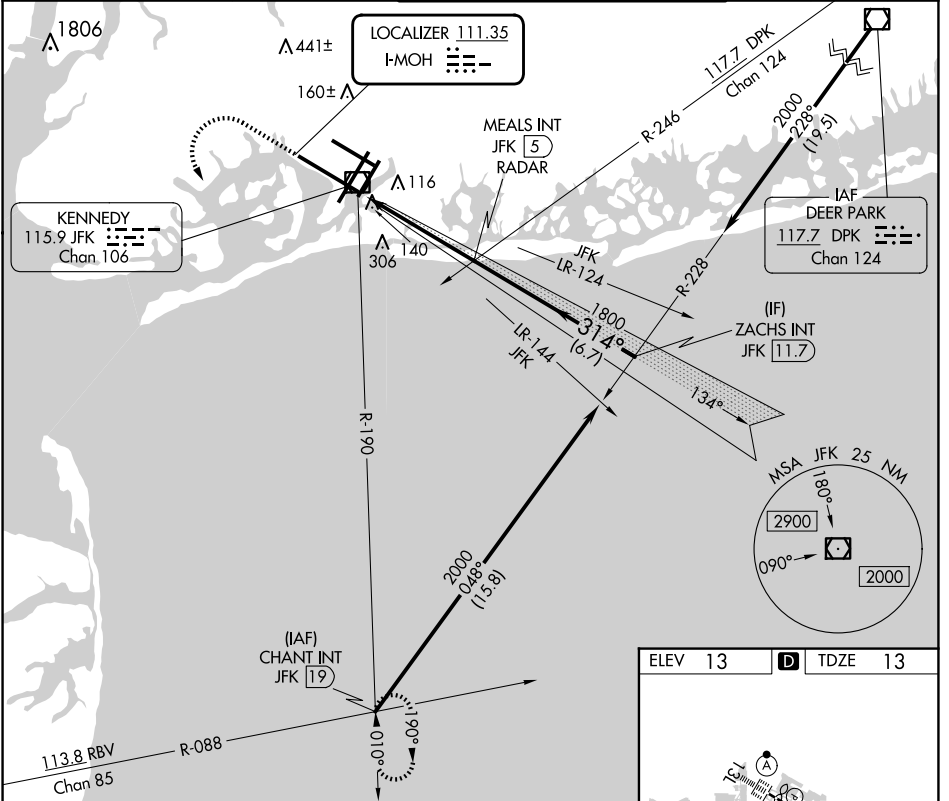 1806
441±
160±
LOCALIZER 111.35
I-MOH
117.7 DPK
Chan 124
R-246
2000
228°
(19.5)
MEALS INT
JFK 5
RADAR
116
KENNEDY
115.9 JFK
Chan 106
140
306
IAF
DEER PARK
117.7 DPK
Chan 124
JFK
LR-124
R-228
1800
314°
(6.7)
(IF)
ZACHS INT
JFK 11.7
LR-144
JFK
134°
R-190
MSA JFK 25 NM
180°
2900
090°
2000
2000
048°
(15.8)
(IAF)
CHANT INT
JFK 19
190°
010°
113.8 RBV
Chan 85
R-088
ELEV 13
D
TDZE 13
A
13L